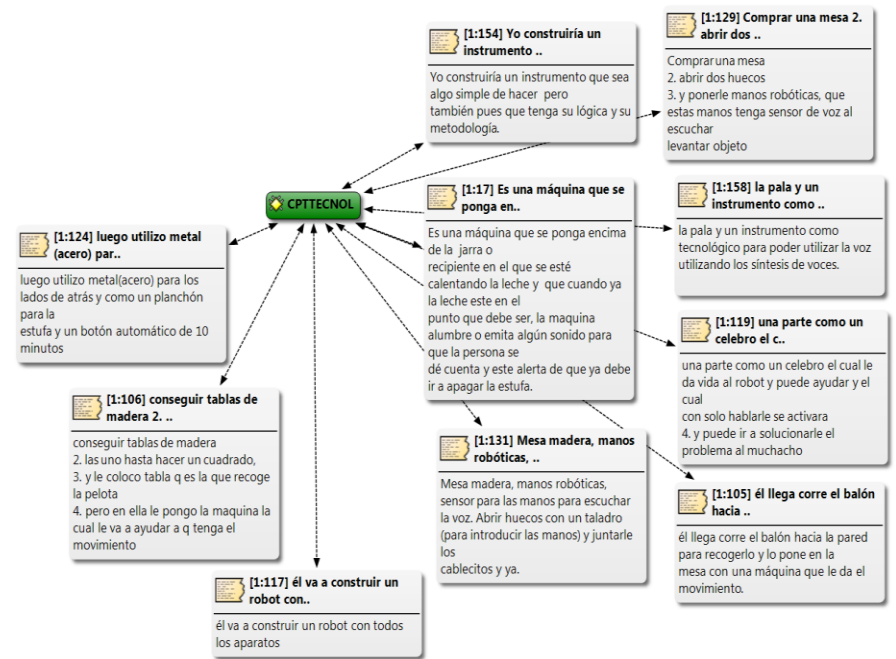 [1:154] Yo construiría un
instrumento ..
Yo construiría un instrumento que sea
algo simple de hacer pero
también pues que tenga su lógica y su
metodología.
[1:129] Comprar una mesa 2.
abrir dos ..
Comprar una mesa
2. abrir dos huecos
3. y ponerle manos robóticas, que
estas manos tenga sensor de voz al
escuchar
levantar objeto
CPTTECNOL
[1:17] Es una máquina que se
ponga en..
Es una máquina que se ponga encima
de la jarra o
recipiente en el que se esté
calentando la leche y que cuando ya
la leche este en el
punto que debe ser, la maquina
alumbre o emita algún sonido para
que la persona se
dé cuenta y este alerta de que ya debe
ir a apagar la estufa.
[1:158] la pala y un
instrumento como ..
la pala y un instrumento como
tecnológico para poder utilizar la voz
utilizando los síntesis de voces.
[1:124] luego utilizo metal
(acero) par..
luego utilizo metal(acero) para los
lados de atrás y como un planchón
para la
estufa y un botón automático de 10
minutos
[1:119] una parte como un
celebro el c..
una parte como un celebro el cual le
da vida al robot y puede ayudar y el
cual
con solo hablarle se activara
4. y puede ir a solucionarle el
problema al muchacho
[1:106] conseguir tablas de
madera 2. ..
conseguir tablas de madera
2. las uno hasta hacer un cuadrado,
3. y le coloco tabla q es la que recoge
la pelota
4. pero en ella le pongo la maquina la
cual le va a ayudar a q tenga el
movimiento
[1:131] Mesa madera, manos
robóticas, ..
Mesa madera, manos robóticas,
sensor para las manos para escuchar
la voz. Abrir huecos con un taladro
(para introducir las manos) y juntarle
los
cablecitos y ya.
[1:105] él llega corre el balón
hacia ..
él llega corre el balón hacia la pared
para recogerlo y lo pone en la
mesa con una máquina que le da el
movimiento.
[1:117] él va a construir un
robot con..
él va a construir un robot con todos
los aparatos